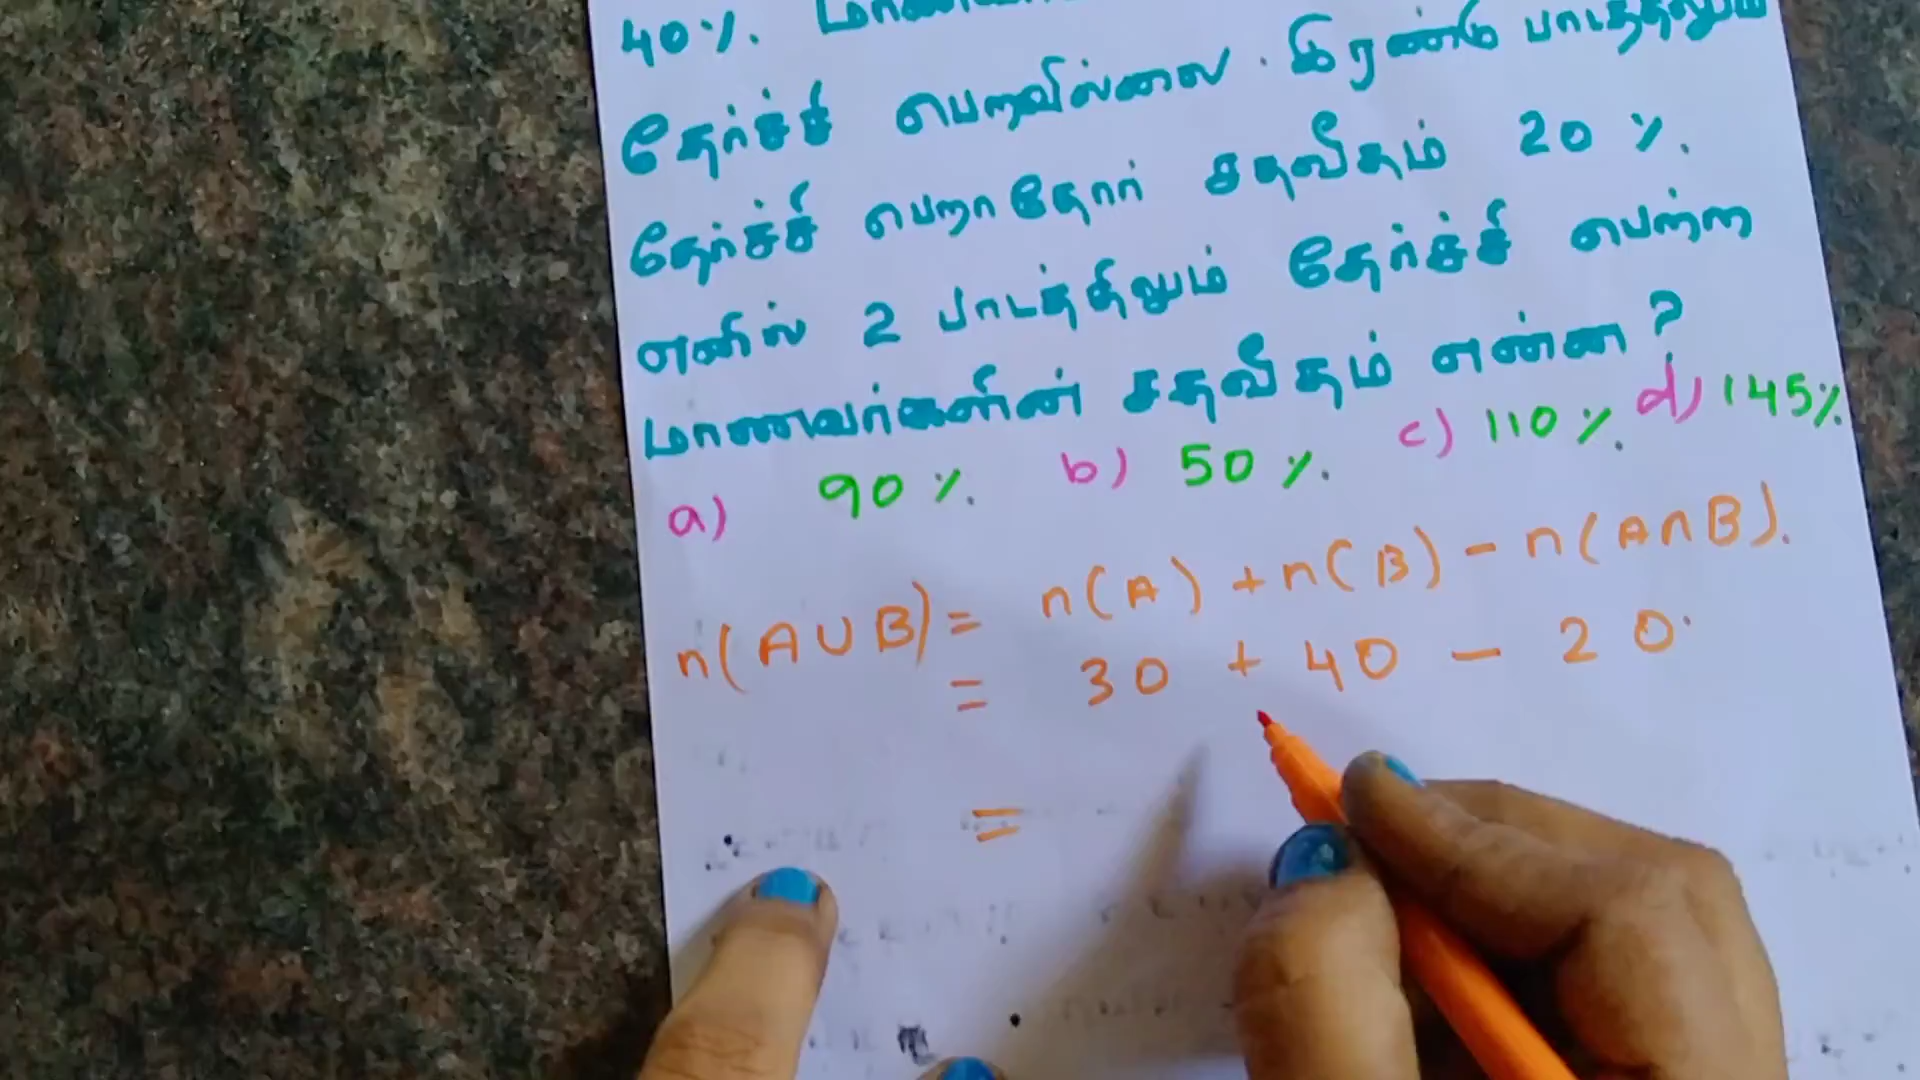 40%.
தேர்ச்சி பெறவில்லை. இரண்டு பாடத்திலும்
தேர்ச்சி பெறாதோர் சதவீதம் 20%.
எனில் 2 பாடத்திலும் தேர்ச்சி பெற்ற
மாணவர்களின் சதவீதம் என்ன?
a) 90%. b) 50%. c) 110%. d) 145%.
n(A∪B) = n(A) + n(B) - n(A∩B).
= 30 + 40 - 20.
=